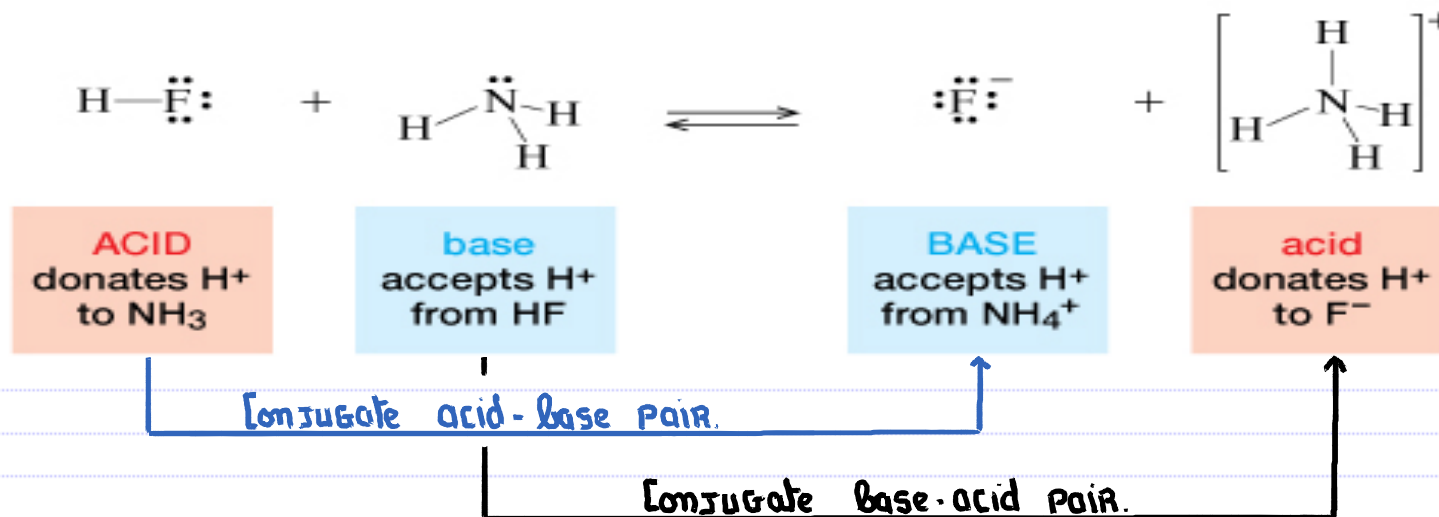 H—F + H N H H ⇌ F⁻ + [H N H H H]⁺
ACID
donates H⁺
to NH₃
base
accepts H⁺
from HF
BASE
accepts H⁺
from NH₄⁺
acid
donates H⁺
to F⁻
Conjugate acid-base pair.
Conjugate Base-acid pair.